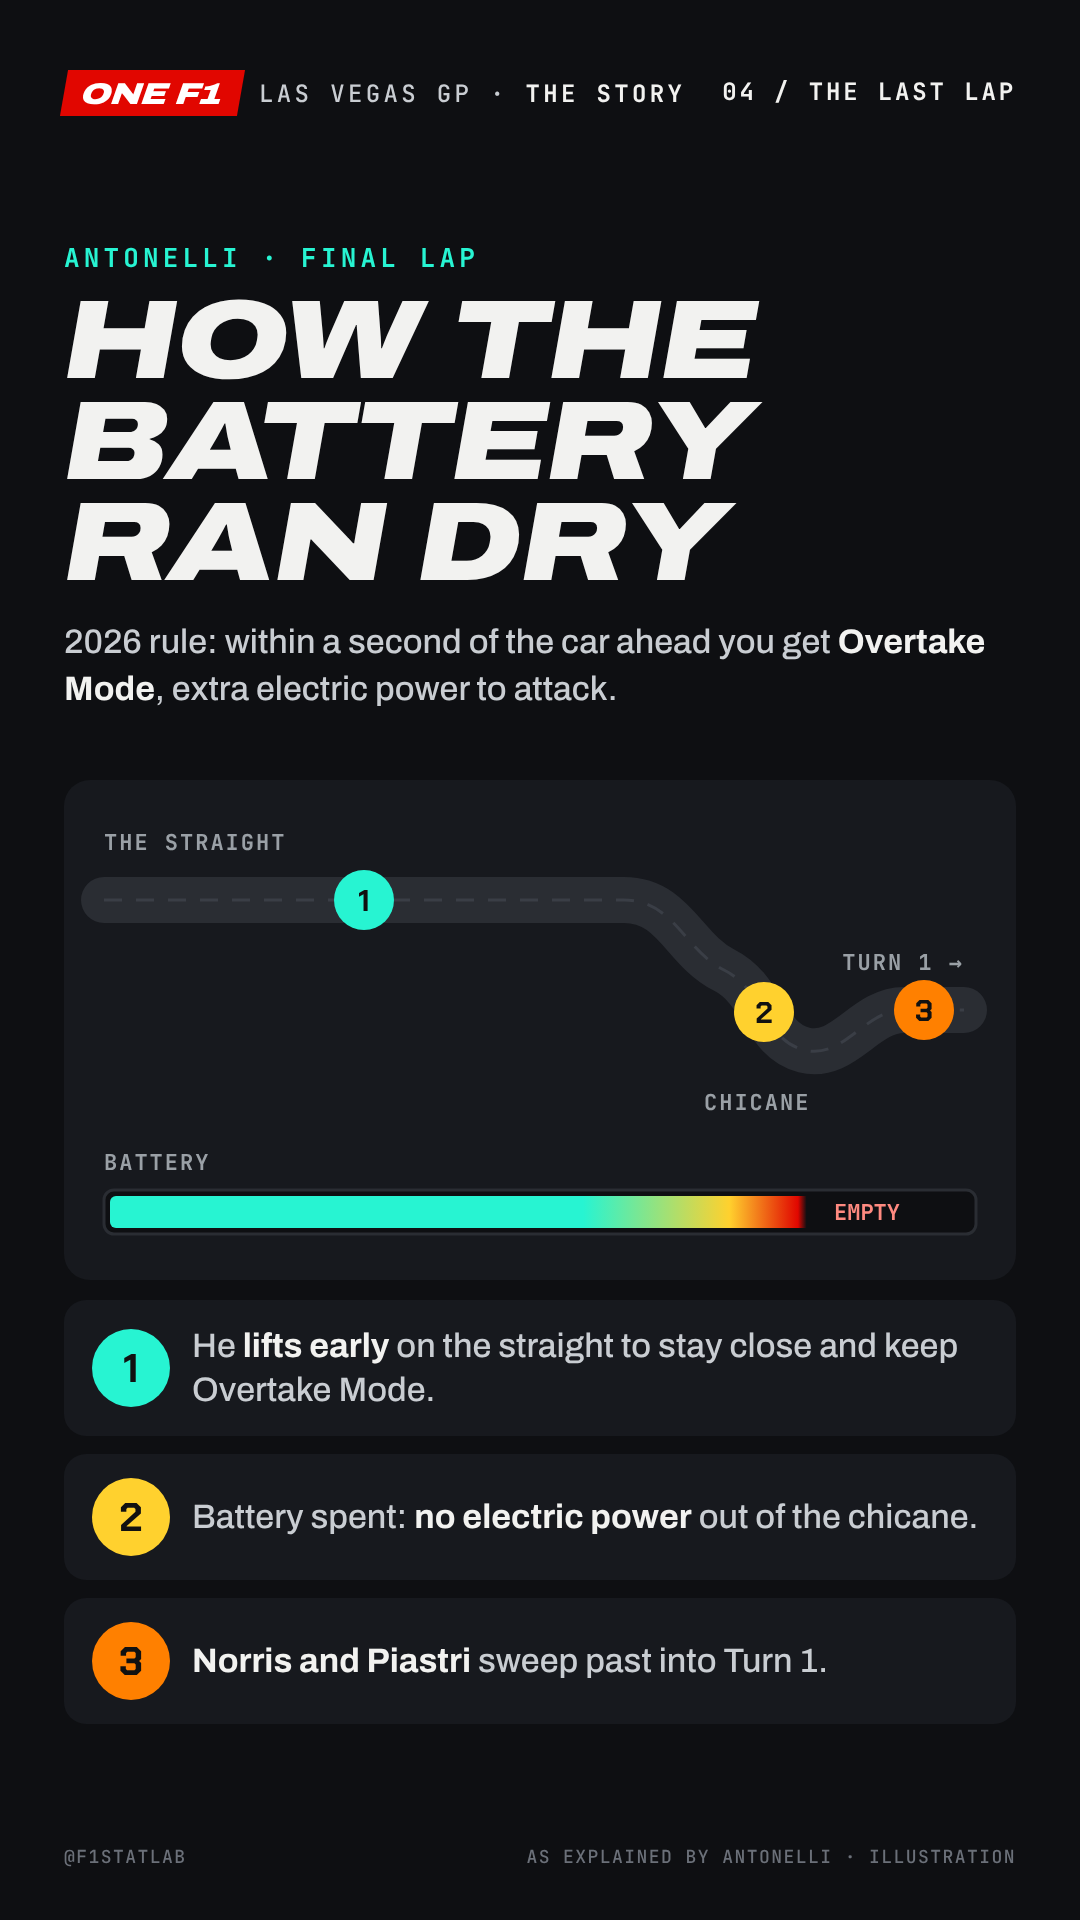 ONE F1 LAS VEGAS GP · THE STORY 04 / THE LAST LAP
ANTONELLI · FINAL LAP
HOW THE
BATTERY
RAN DRY
2026 rule: within a second of the car ahead you get Overtake
Mode, extra electric power to attack.
THE STRAIGHT
1
TURN 1 →
2
3
CHICANE
BATTERY
EMPTY
1
He lifts early on the straight to stay close and keep
Overtake Mode.
2
Battery spent: no electric power out of the chicane.
3
Norris and Piastri sweep past into Turn 1.
@F1STATLAB
AS EXPLAINED BY ANTONELLI · ILLUSTRATION